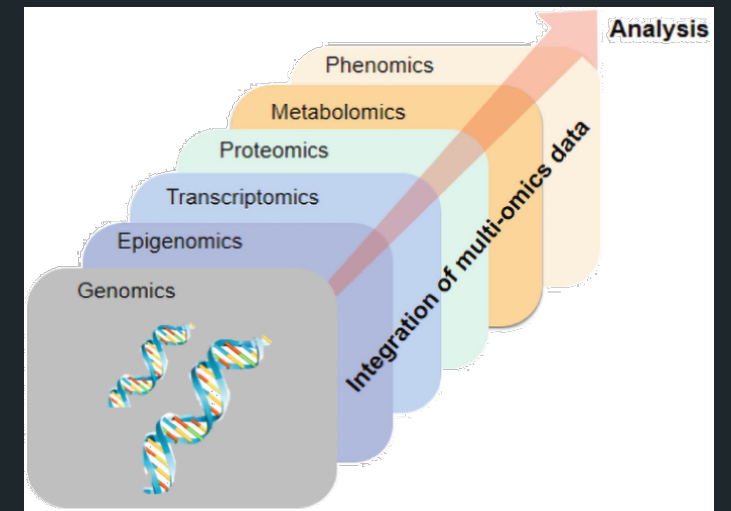 Analysis
Phenomics
Metabolomics
Proteomics
Transcriptomics
Epigenomics
Genomics
Integration of multi-omics data